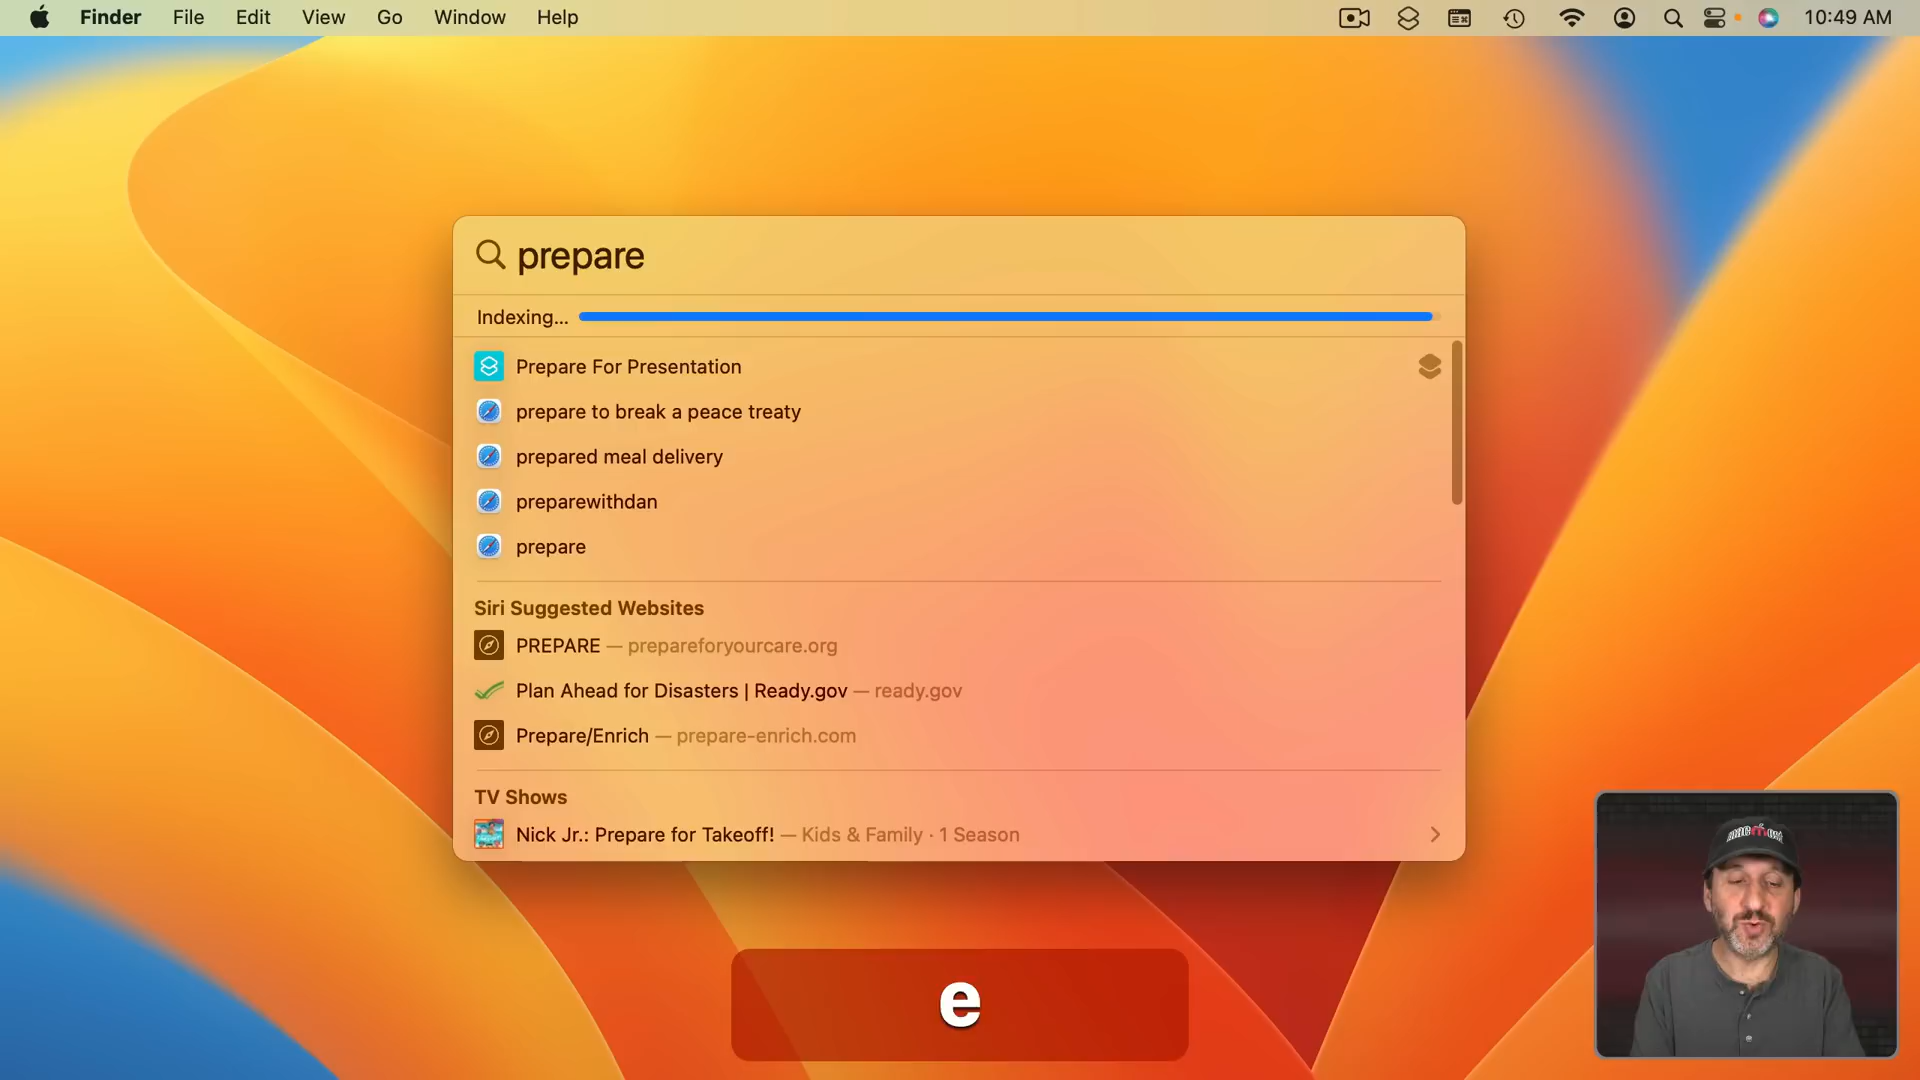 Finder File Edit View Go Window Help 10:49 AM
prepare
Indexing...
Prepare For Presentation
prepare to break a peace treaty
prepared meal delivery
preparewithdan
prepare
Siri Suggested Websites
PREPARE — prepareforyourcare.org
Plan Ahead for Disasters | Ready.gov — ready.gov
Prepare/Enrich — prepare-enrich.com
TV Shows
Nick Jr.: Prepare for Takeoff! — Kids & Family · 1 Season
e